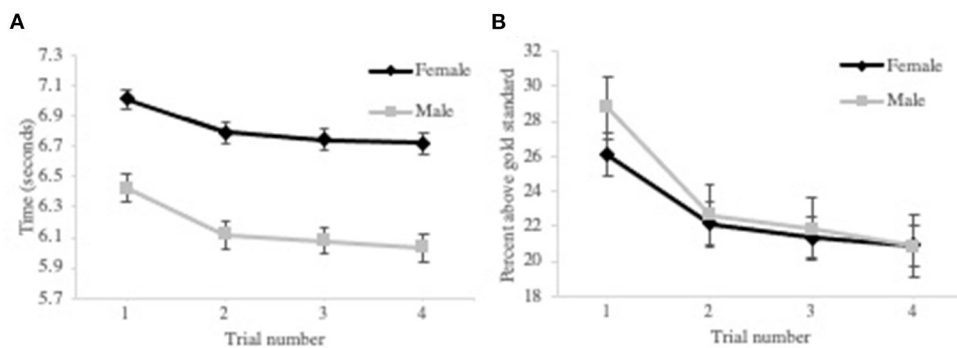 A
7.3
7.1
6.9
6.7
6.5
6.3
6.1
5.9
5.7
Time (seconds)
Female
Male
1 2 3 4
Trial number
B
32
30
28
26
24
22
20
18
Percent above gold standard
Female
Male
1 2 3 4
Trial number